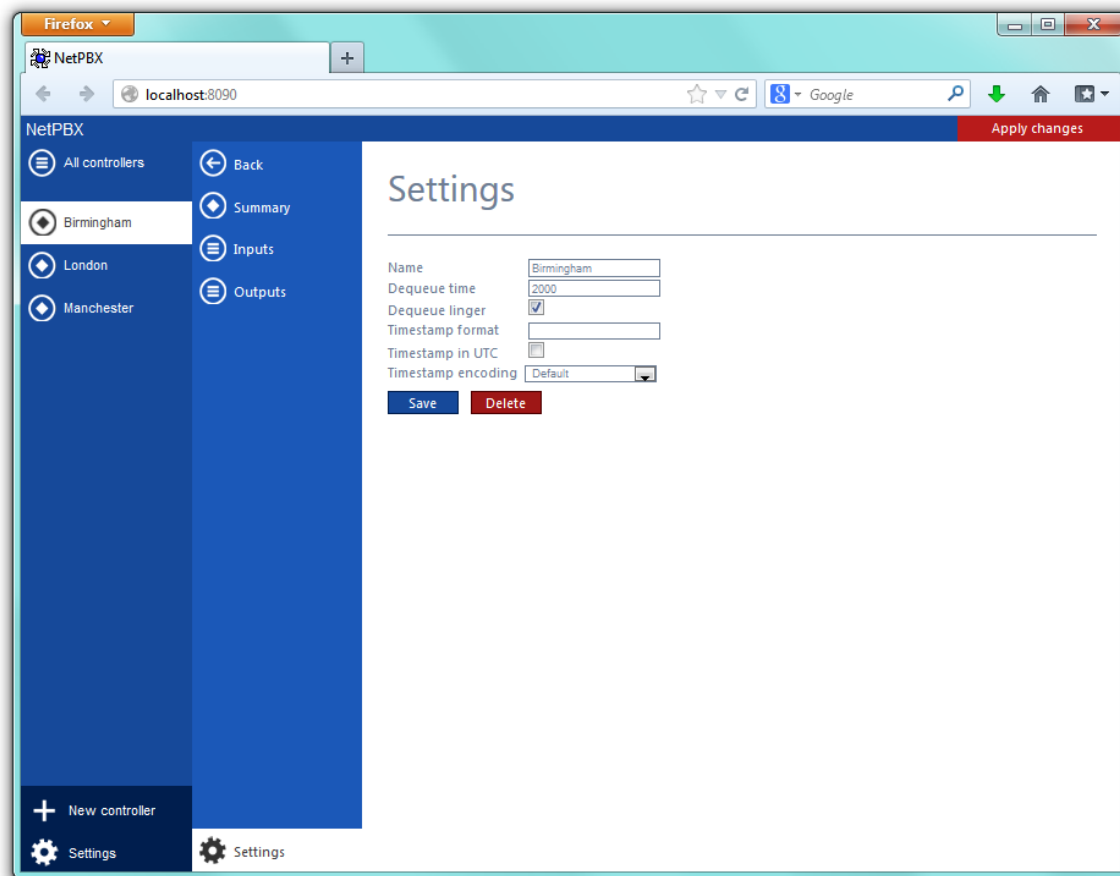 Firefox
NetPBX
localhost:8090
Google
NetPBX
Apply changes
All controllers
Birmingham
London
Manchester
New controller
Settings
Back
Summary
Inputs
Outputs
Settings
Settings
Name Birmingham
Dequeue time 2000
Dequeue linger
Timestamp format
Timestamp in UTC
Timestamp encoding Default
Save Delete